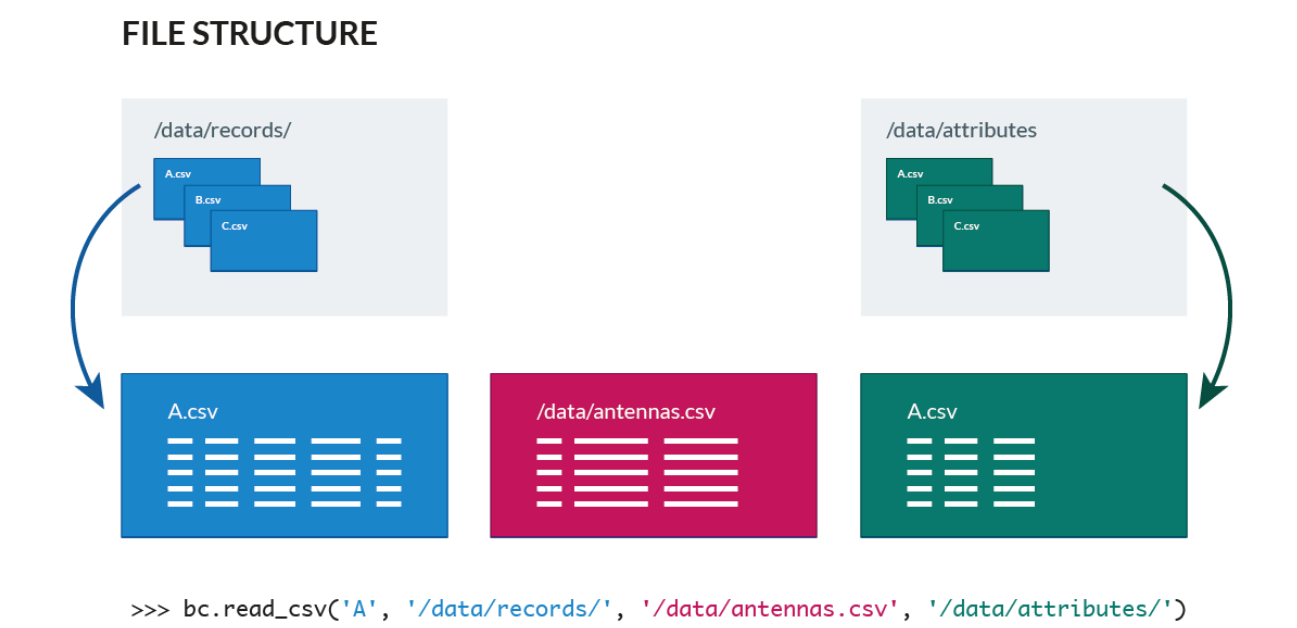 FILE STRUCTURE
/data/records/
A.csv
B.csv
C.csv
/data/attributes
A.csv
B.csv
C.csv
A.csv
/data/antennas.csv
A.csv
>>> bc.read_csv('A', '/data/records/', '/data/antennas.csv', '/data/attributes/')